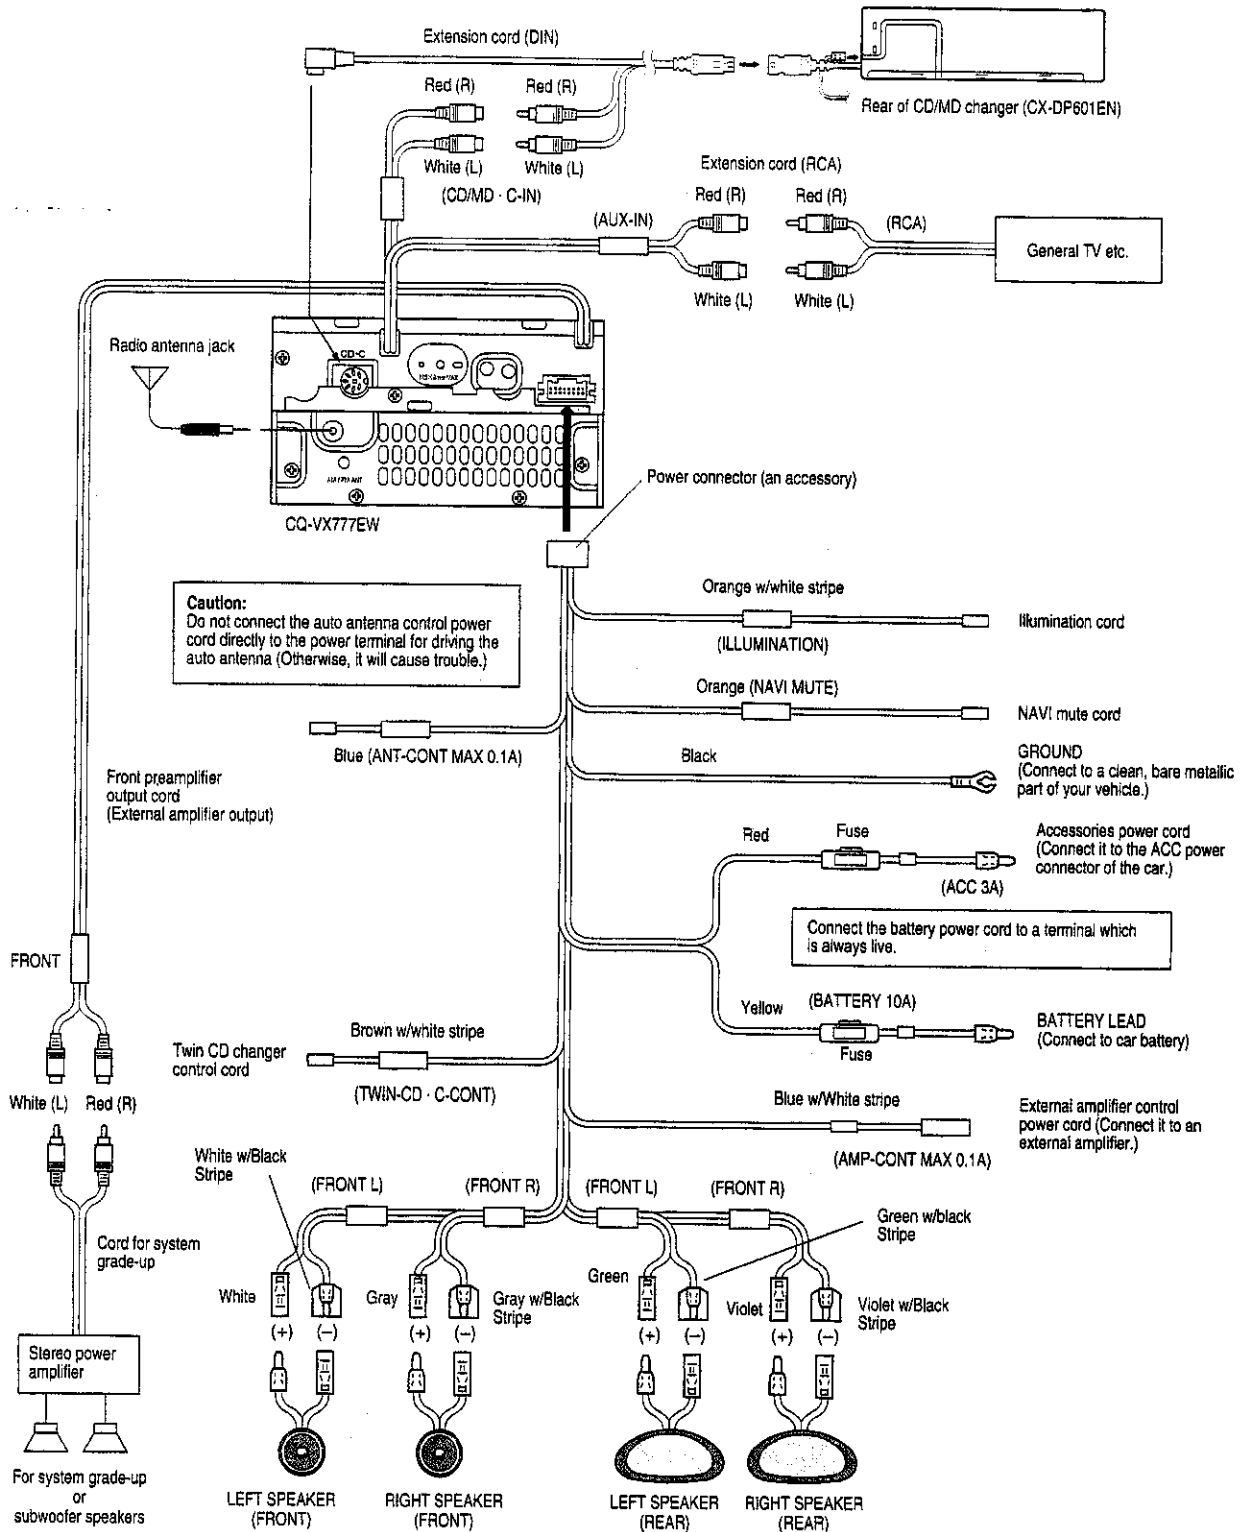 Extension cord (DIN)
Red (R)
Red (R)
White (L)
White (L)
(CD/MD · C-IN)
Rear of CD/MD changer (CX-DP601EN)
Extension cord (RCA)
Red (R)
Red (R)
(AUX-IN)
(RCA)
General TV etc.
White (L)
White (L)
Radio antenna jack
CD-C
CQ-VX777EW
Power connector (an accessory)
Caution:
Do not connect the auto antenna control power
cord directly to the power terminal for driving the
auto antenna (Otherwise, it will cause trouble.)
Orange w/white stripe
(ILLUMINATION)
Illumination cord
Orange (NAVI MUTE)
NAVI mute cord
Blue (ANT-CONT MAX 0.1A)
Black
GROUND
(Connect to a clean, bare metallic
part of your vehicle.)
Front preamplifier
output cord
(External amplifier output)
Red
Fuse
(ACC 3A)
Accessories power cord
(Connect it to the ACC power
connector of the car.)
Connect the battery power cord to a terminal which
is always live.
FRONT
Yellow
(BATTERY 10A)
Fuse
BATTERY LEAD
(Connect to car battery)
Brown w/white stripe
Twin CD changer
control cord
(TWIN-CD · C-CONT)
White (L)
Red (R)
Blue w/White stripe
(AMP-CONT MAX 0.1A)
External amplifier control
power cord (Connect it to an
external amplifier.)
White w/Black
Stripe
(FRONT L)
(FRONT R)
(FRONT L)
(FRONT R)
Green w/black
Stripe
Cord for system
grade-up
White
Gray
Gray w/Black
Stripe
Green
Violet
Violet w/Black
Stripe
(+)
(−)
(+)
(−)
(+)
(−)
(+)
(−)
Stereo power
amplifier
For system grade-up
or
subwoofer speakers
LEFT SPEAKER
(FRONT)
RIGHT SPEAKER
(FRONT)
LEFT SPEAKER
(REAR)
RIGHT SPEAKER
(REAR)